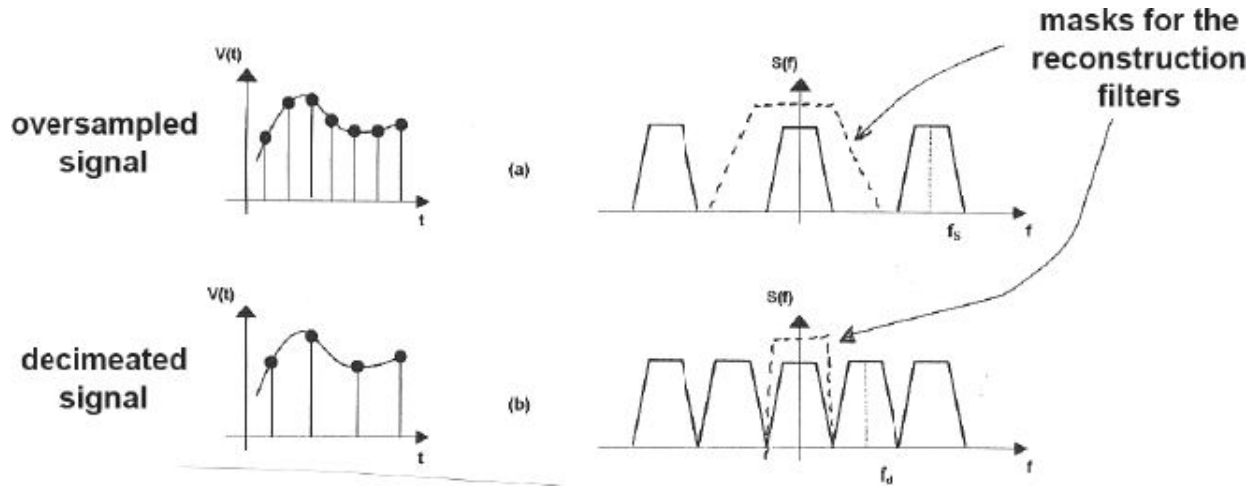 masks for the
reconstruction
filters
V(t)
S(f)
oversampled
signal
(a)
t
fs
f
V(t)
S(f)
decimeated
signal
(b)
t
fd
f